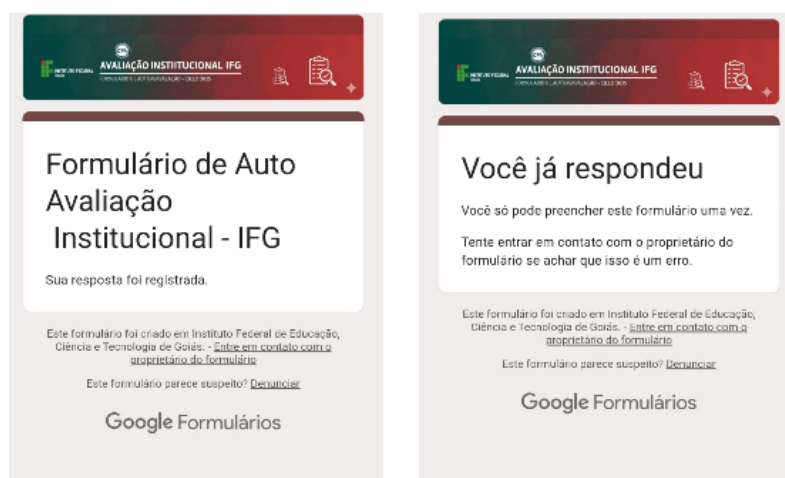 AVALIAÇÃO INSTIITUCIONAL IFG
Formulário de Auto
Avaliação
Institucional - IFG
Sua resposta foi registrada.
Este formulário foi criado em Instituto Federal de Educação,
Ciência e Tecnologia de Goiás. - Entre em contato com o
proprietário do formulário
Este formulário parece suspeito? Denunciar
Google Formulários
AVALIAÇÃO INSTIITUCIONAL IFG
Você já respondeu
Você só pode preencher este formulário uma vez.
Tente entrar em contato com o proprietário do
formulário se achar que isso é um erro.
Este formulário foi criado em Instituto Federal de Educação,
Ciência e Tecnologia de Goiás. - Entre em contato com o
proprietário do formulário
Este formulário parece suspeito? Denunciar
Google Formulários